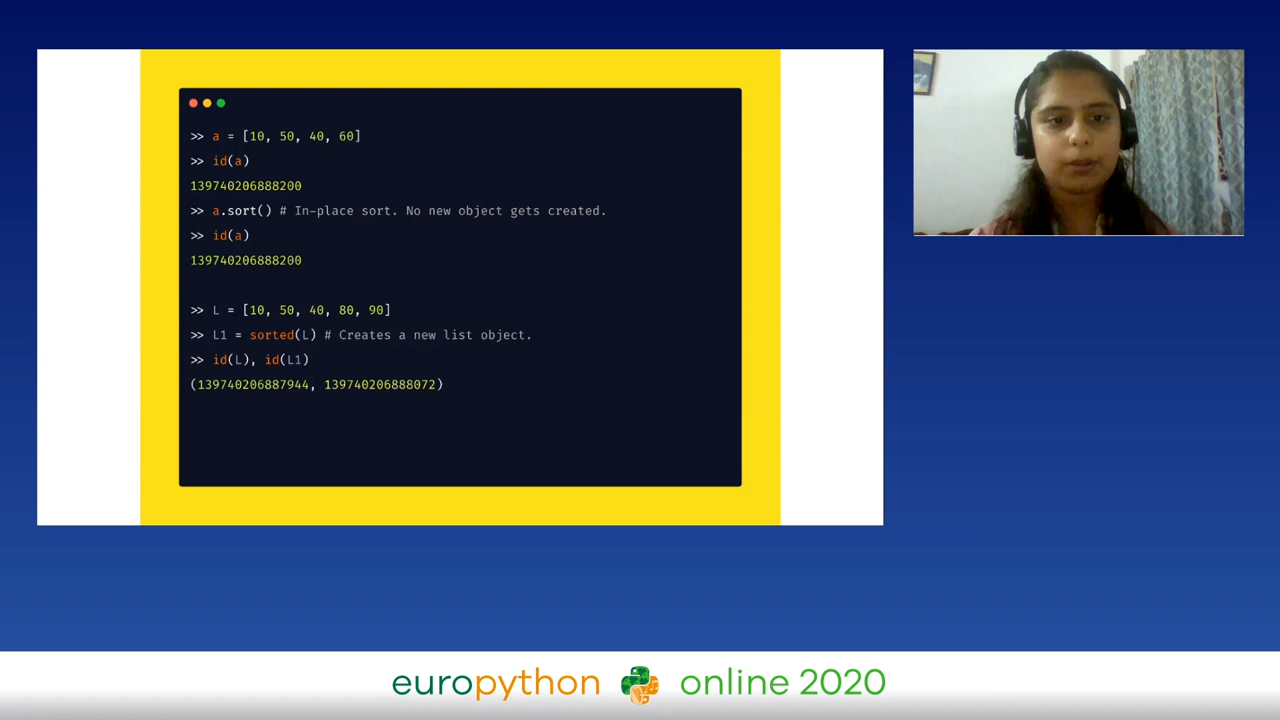 >> a = [10, 50, 40, 60]
>> id(a)
139740206888200
>> a.sort() # In-place sort. No new object gets created.
>> id(a)
139740206888200
>> L = [10, 50, 40, 80, 90]
>> L1 = sorted(L) # Creates a new list object.
>> id(L), id(L1)
(139740206887944, 139740206888072)
europython online 2020